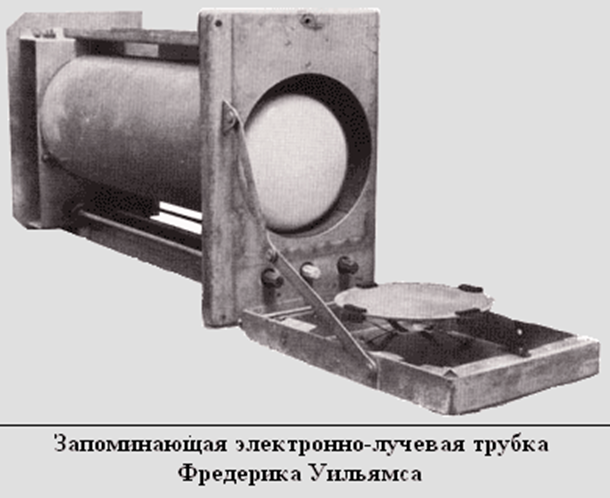 Запоминающая электронно-лучевая трубка
Фредерика Уильямса